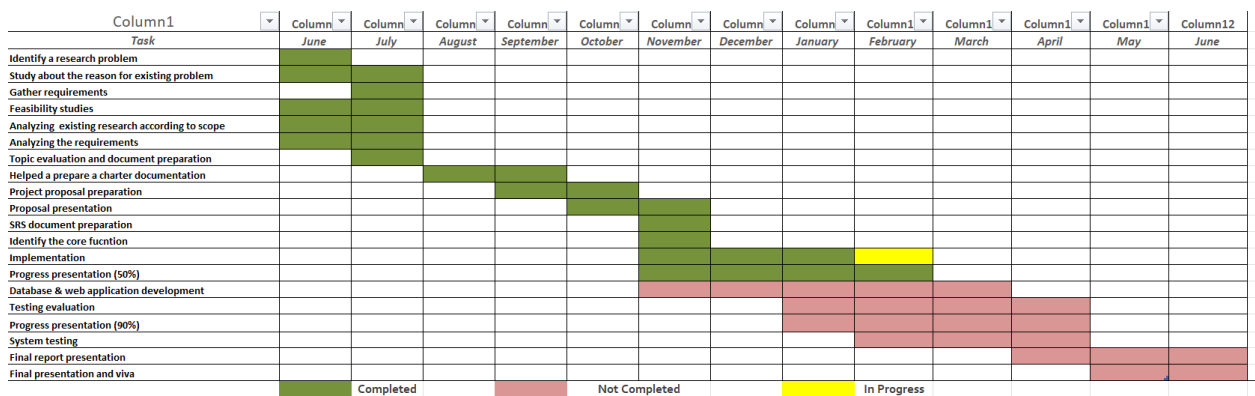 Column1 Column Column Column Column Column Column Column Column Column1 Column1 Column1 Column1 Column12
Task June July August September October November December January February March April May June
Identify a research problem
Study about the reason for existing problem
Gather requirements
Feasibility studies
Analyzing existing research according to scope
Analyzing the requirements
Topic evaluation and document preparation
Helped a prepare a charter documentation
Project proposal preparation
Proposal presentation
SRS document preparation
Identify the core fucntion
Implementation
Progress presentation (50%)
Database & web application development
Testing evaluation
Progress presentation (90%)
System testing
Final report presentation
Final presentation and viva
Completed Not Completed In Progress